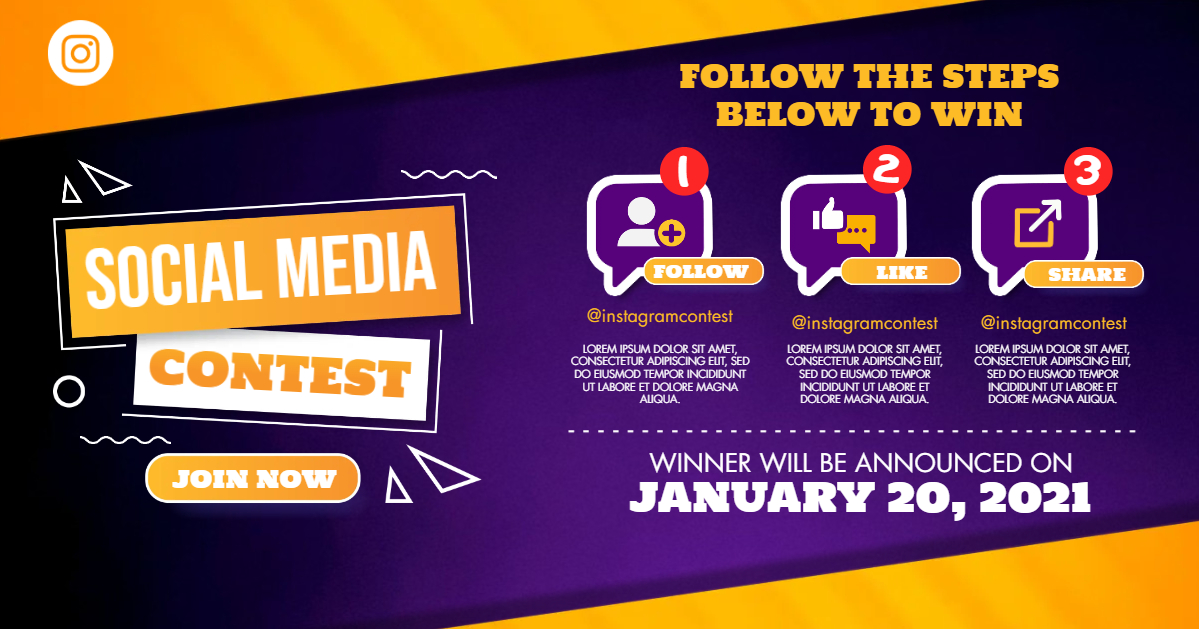 SOCIAL MEDIA
CONTEST
JOIN NOW
FOLLOW THE STEPS
BELOW TO WIN
1
FOLLOW
@instagramcontest
LOREM IPSUM DOLOR SIT AMET,
CONSECTETUR ADIPISCING ELIT, SED
DO EIUSMOD TEMPOR INCIDIDUNT
UT LABORE ET DOLORE MAGNA
ALIQUA.
2
LIKE
@instagramcontest
LOREM IPSUM DOLOR SIT AMET,
CONSECTETUR ADIPISCING ELIT,
SED DO EIUSMOD TEMPOR
INCIDIDUNT UT LABORE ET
DOLORE MAGNA ALIQUA.
3
SHARE
@instagramcontest
LOREM IPSUM DOLOR SIT AMET,
CONSECTETUR ADIPISCING ELIT,
SED DO EIUSMOD TEMPOR
INCIDIDUNT UT LABORE ET
DOLORE MAGNA ALIQUA.
WINNER WILL BE ANNOUNCED ON
JANUARY 20, 2021